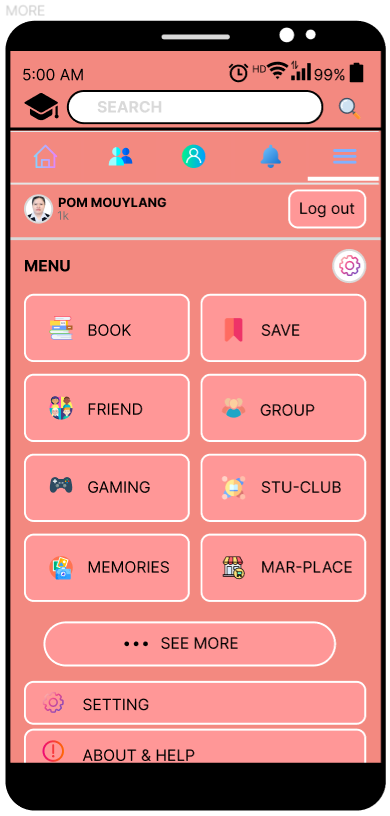 MORE
5:00 AM HD 99%
SEARCH
POM MOUYLANG
1k
Log out
MENU
BOOK
SAVE
FRIEND
GROUP
GAMING
STU-CLUB
MEMORIES
MAR-PLACE
••• SEE MORE
SETTING
ABOUT & HELP